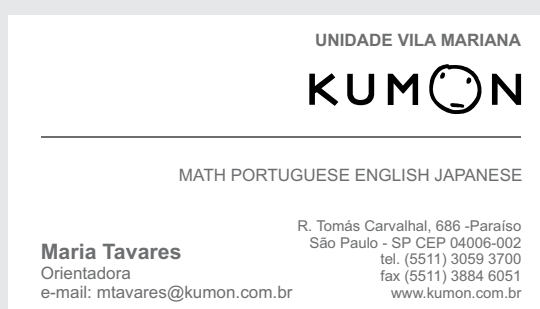 UNIDADE VILA MARIANA
KUMON
MATH PORTUGUESE ENGLISH JAPANESE
R. Tomás Carvalhal, 686 -Paraíso
São Paulo - SP CEP 04006-002
tel. (5511) 3059 3700
fax (5511) 3884 6051
www.kumon.com.br
Maria Tavares
Orientadora
e-mail: mtavares@kumon.com.br